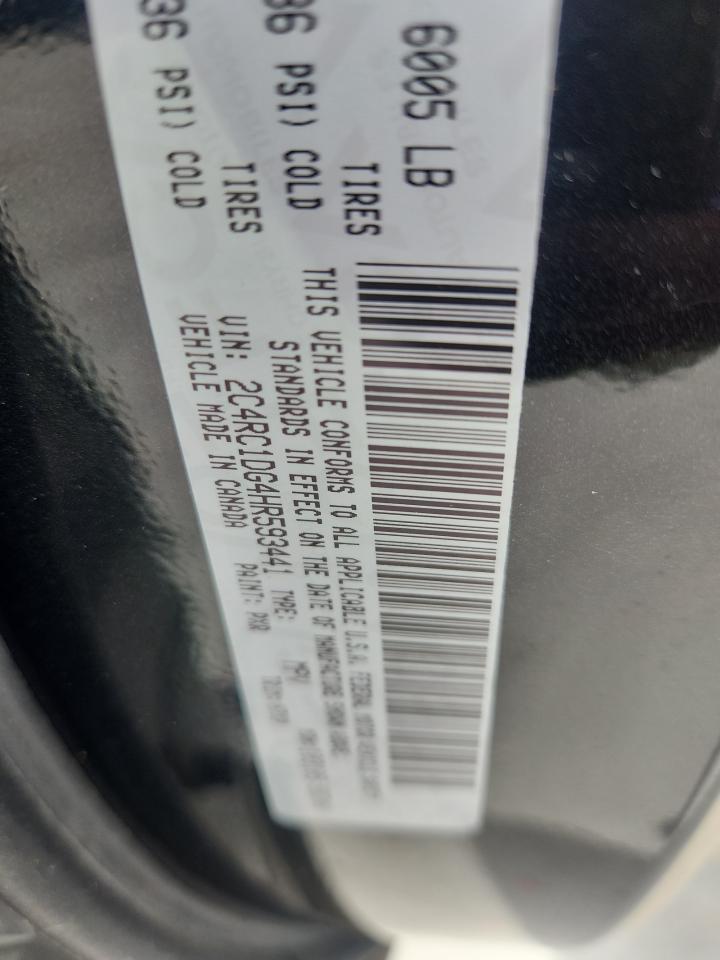 6005 LB
36 PSI) COLD
36 PSI) COLD
TIRES
TIRES
THIS VEHICLE CONFORMS TO ALL APPLICABLE U.S.A. FEDERAL MOTOR VEHICLE SAFETY
STANDARDS IN EFFECT ON THE DATE OF MANUFACTURE SHOWN ABOVE.
VIN: 2C4RC1DG4HR593441 TYPE: MPV
VEHICLE MADE IN CANADA PAINT: PXR